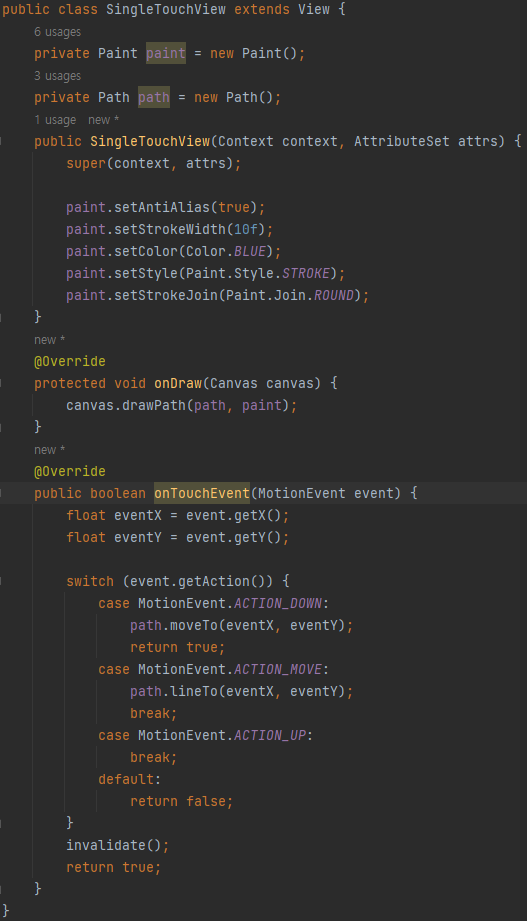 public class SingleTouchView extends View {
6 usages
private Paint paint = new Paint();
3 usages
private Path path = new Path();
1 usage new *
public SingleTouchView(Context context, AttributeSet attrs) {
super(context, attrs);
paint.setAntiAlias(true);
paint.setStrokeWidth(10f);
paint.setColor(Color.BLUE);
paint.setStyle(Paint.Style.STROKE);
paint.setStrokeJoin(Paint.Join.ROUND);
}
new *
@Override
protected void onDraw(Canvas canvas) {
canvas.drawPath(path, paint);
}
new *
@Override
public boolean onTouchEvent(MotionEvent event) {
float eventX = event.getX();
float eventY = event.getY();
switch (event.getAction()) {
case MotionEvent.ACTION_DOWN:
path.moveTo(eventX, eventY);
return true;
case MotionEvent.ACTION_MOVE:
path.lineTo(eventX, eventY);
break;
case MotionEvent.ACTION_UP:
break;
default:
return false;
}
invalidate();
return true;
}
}